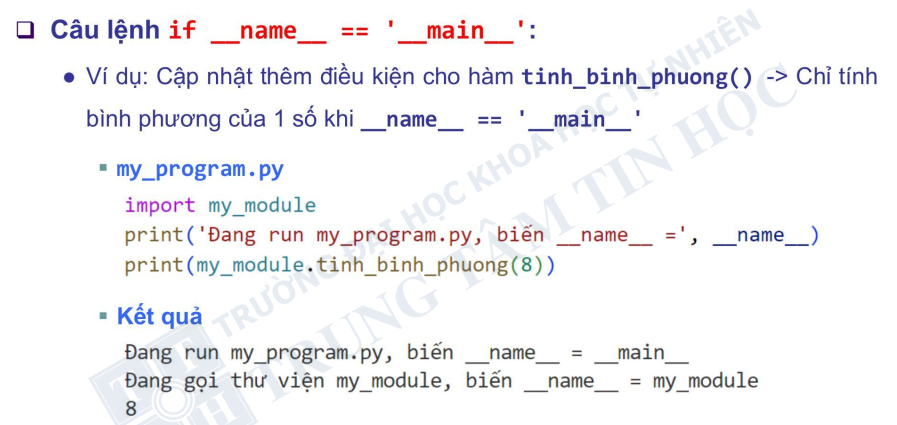 Câu lệnh if __name__ == '__main__':
Ví dụ: Cập nhật thêm điều kiện cho hàm tinh_binh_phuong() -> Chỉ tính
bình phương của 1 số khi __name__ == '__main__'
my_program.py
import my_module
print('Đang run my_program.py, biến __name__ =', __name__)
print(my_module.tinh_binh_phuong(8))
Kết quả
Đang run my_program.py, biến __name__ = __main__
Đang gọi thư viện my_module, biến __name__ = my_module
8
TRƯỜNG ĐẠI HỌC KHOA HỌC TỰ NHIÊN
TRUNG TÂM TIN HỌC